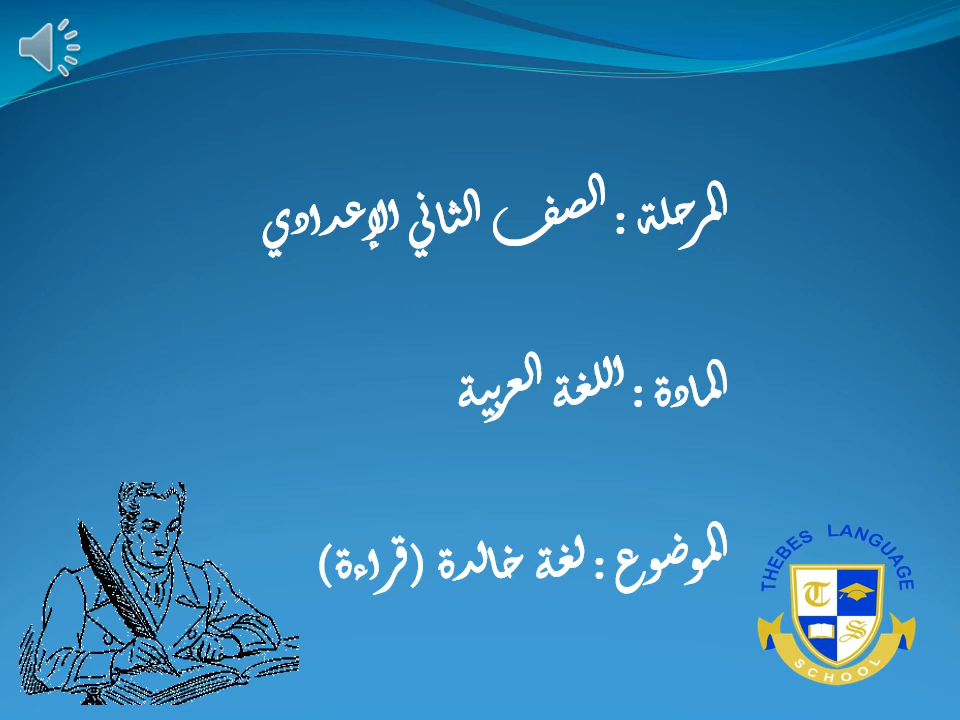 المرحلة : الصف الثاني الإعدادي
المادة : اللغة العربية
الموضوع : لغة خالدة (قراءة)
THEBES LANGUAGE
T
S
SCHOOL